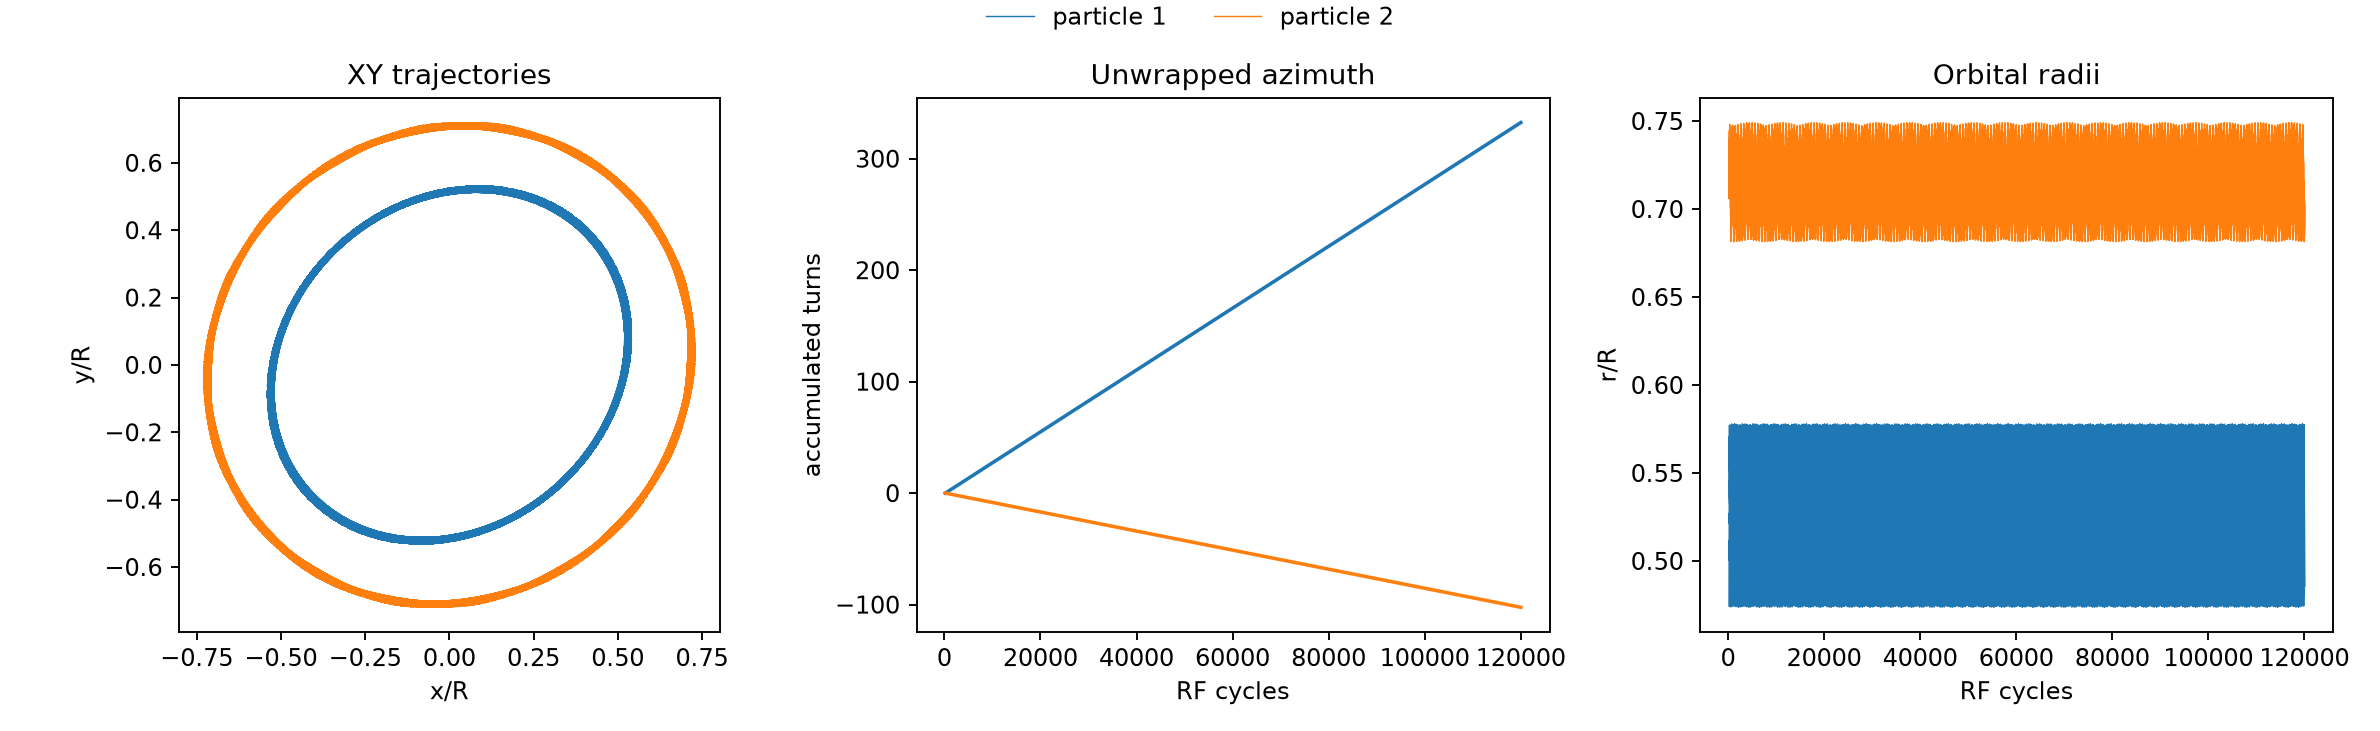 particle 1 particle 2
XY trajectories
0.6
0.4
0.2
0.0
−0.2
−0.4
−0.6
y/R
−0.75 −0.50 −0.25 0.00 0.25 0.50 0.75
x/R
Unwrapped azimuth
300
200
100
0
−100
accumulated turns
0 20000 40000 60000 80000 100000 120000
RF cycles
Orbital radii
0.75
0.70
0.65
0.60
0.55
0.50
r/R
0 20000 40000 60000 80000 100000 120000
RF cycles